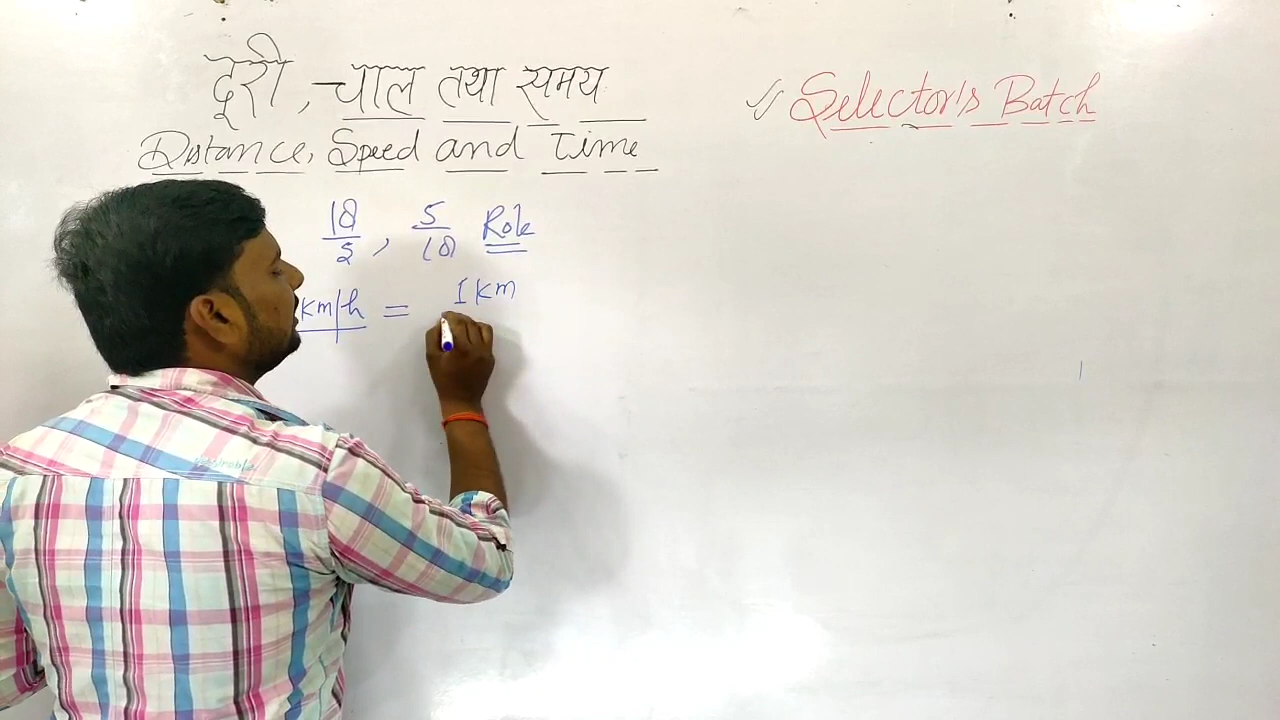 दूरी, चाल तथा समय
Selector's Batch
Distance, Speed and Time
18/5, 5/18 Role
km/h = 1 km